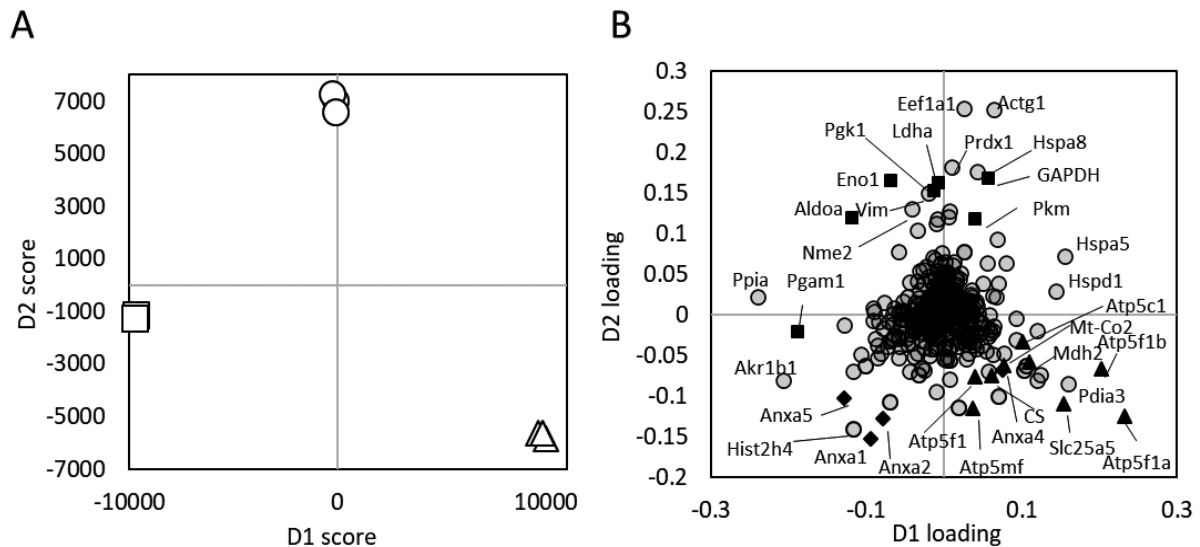 A
B
7000
5000
3000
1000
-1000
-3000
-5000
-7000
D2 score
-10000
0
10000
D1 score
0.3
0.25
0.2
0.15
0.1
0.05
0
-0.05
-0.1
-0.15
-0.2
D2 loading
-0.3
-0.1
0.1
0.3
D1 loading
Eef1a1
Actg1
Pgk1
Ldha
Prdx1
Hspa8
GAPDH
Eno1
Aldoa
Vim
Pkm
Nme2
Hspa5
Ppia
Pgam1
Hspd1
Atp5c1
Mt-Co2
Atp5f1b
Mdh2
Akr1b1
Pdia3
Anxa5
CS
Hist2h4
Anxa1
Anxa2
Atp5f1
Anxa4
Slc25a5
Atp5mf
Atp5f1a